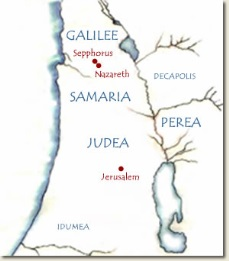 GALILEE
Sepphorus
Nazareth
DECAPOLIS
SAMARIA
PEREA
JUDEA
Jerusalem
IDUMEA